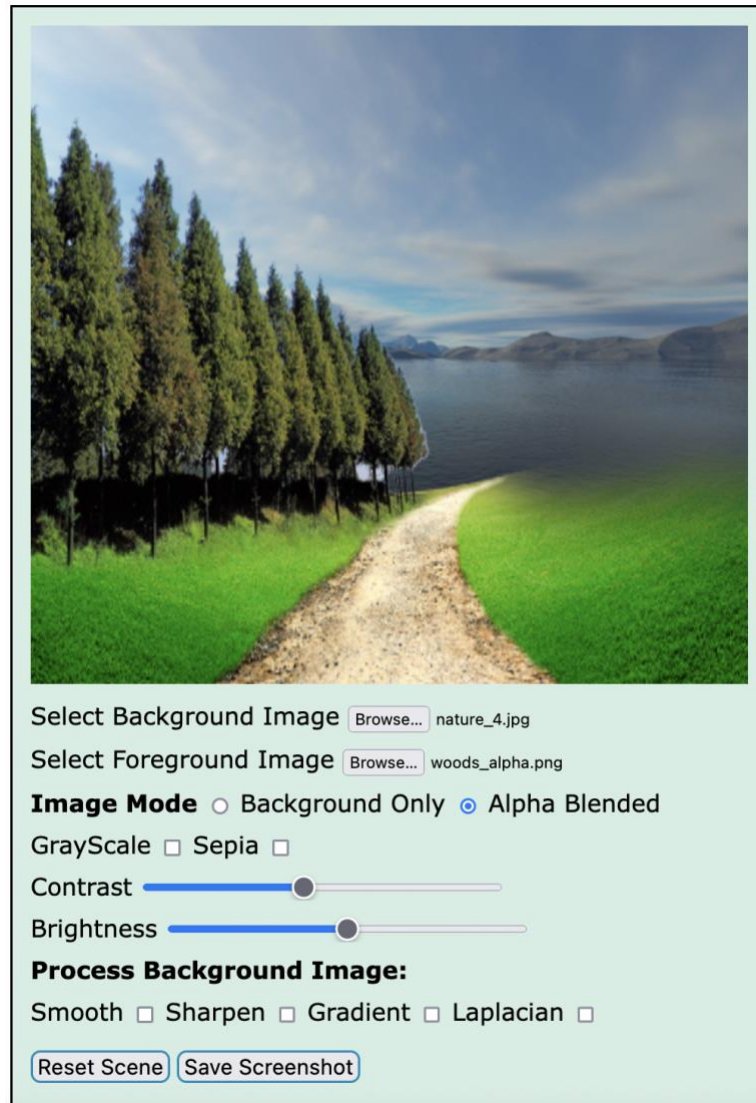 Select Background Image Browse... nature_4.jpg
Select Foreground Image Browse... woods_alpha.png
Image Mode Background Only Alpha Blended
GrayScale Sepia
Contrast
Brightness
Process Background Image:
Smooth Sharpen Gradient Laplacian
Reset Scene Save Screenshot